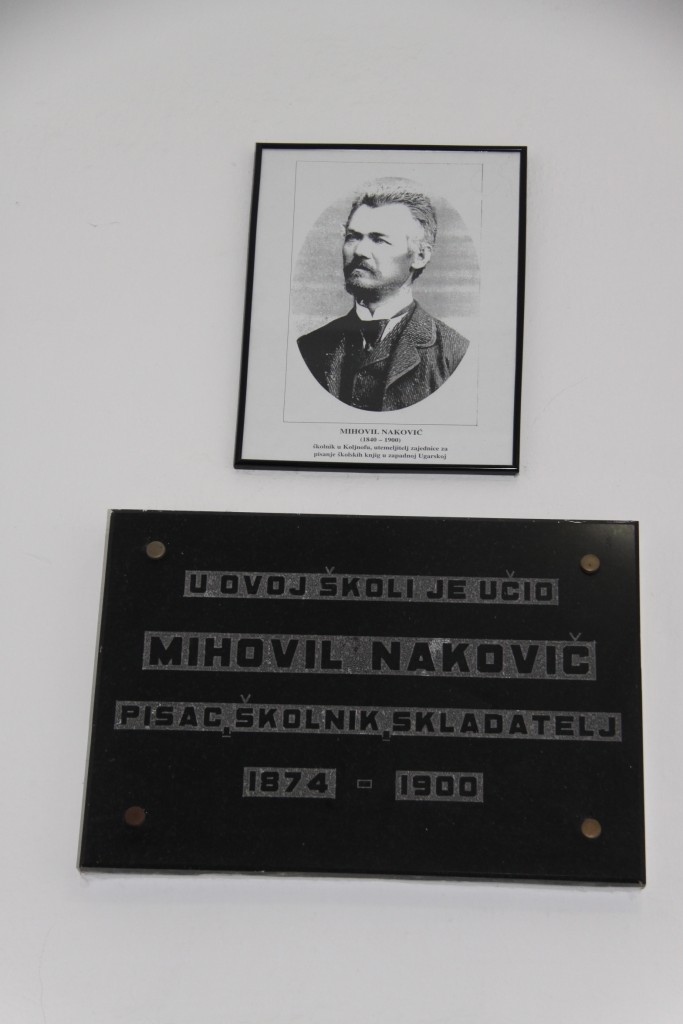 MIHOVIL NAKOVIĆ
(1840 – 1900)
školnik u Koljnofu, utemeljitelj zajednice za
pisanje školskih knjig u zapadnoj Ugarskoj
U OVOJ ŠKOLI JE UČIO
MIHOVIL NAKOVIČ
PISAC, ŠKOLNIK, SKLADATELJ
1874 - 1900